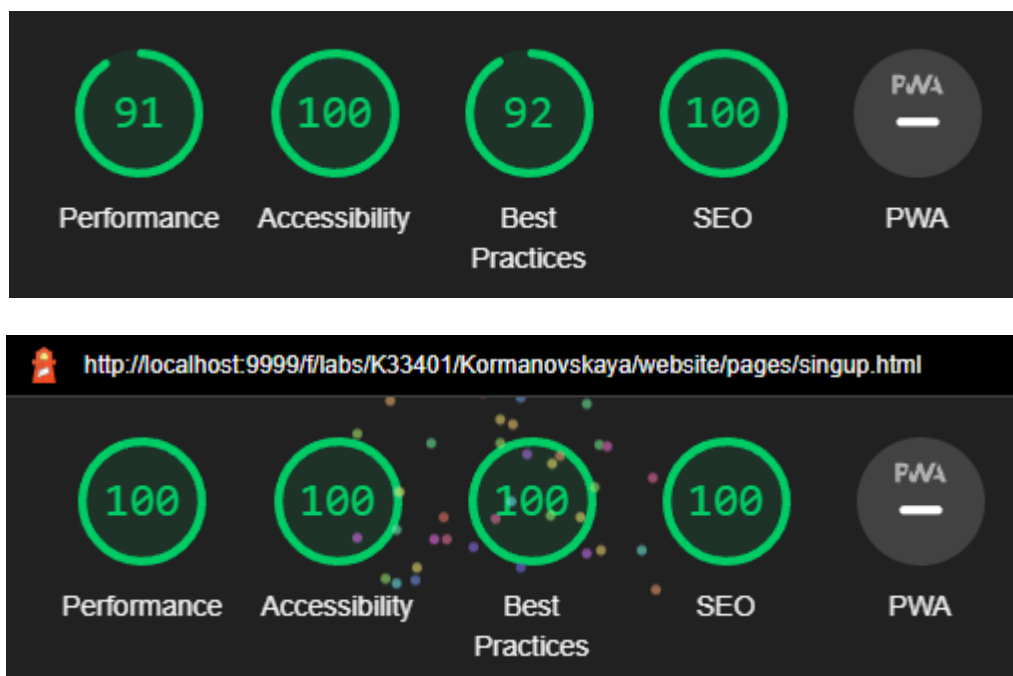 91 100 92 100 PWA
Performance Accessibility Best Practices SEO PWA
http://localhost:9999/f/labs/K33401/Kormanovskaya/website/pages/singup.html
100 100 100 100 PWA
Performance Accessibility Best Practices SEO PWA